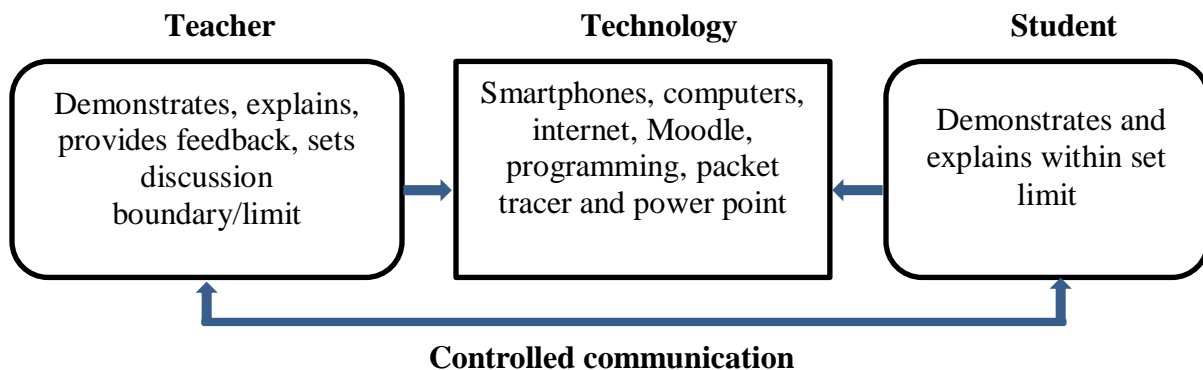 Teacher
Technology
Student
Demonstrates, explains,
provides feedback, sets
discussion
boundary/limit
Smartphones, computers,
internet, Moodle,
programming, packet
tracer and power point
Demonstrates and
explains within set
limit
Controlled communication